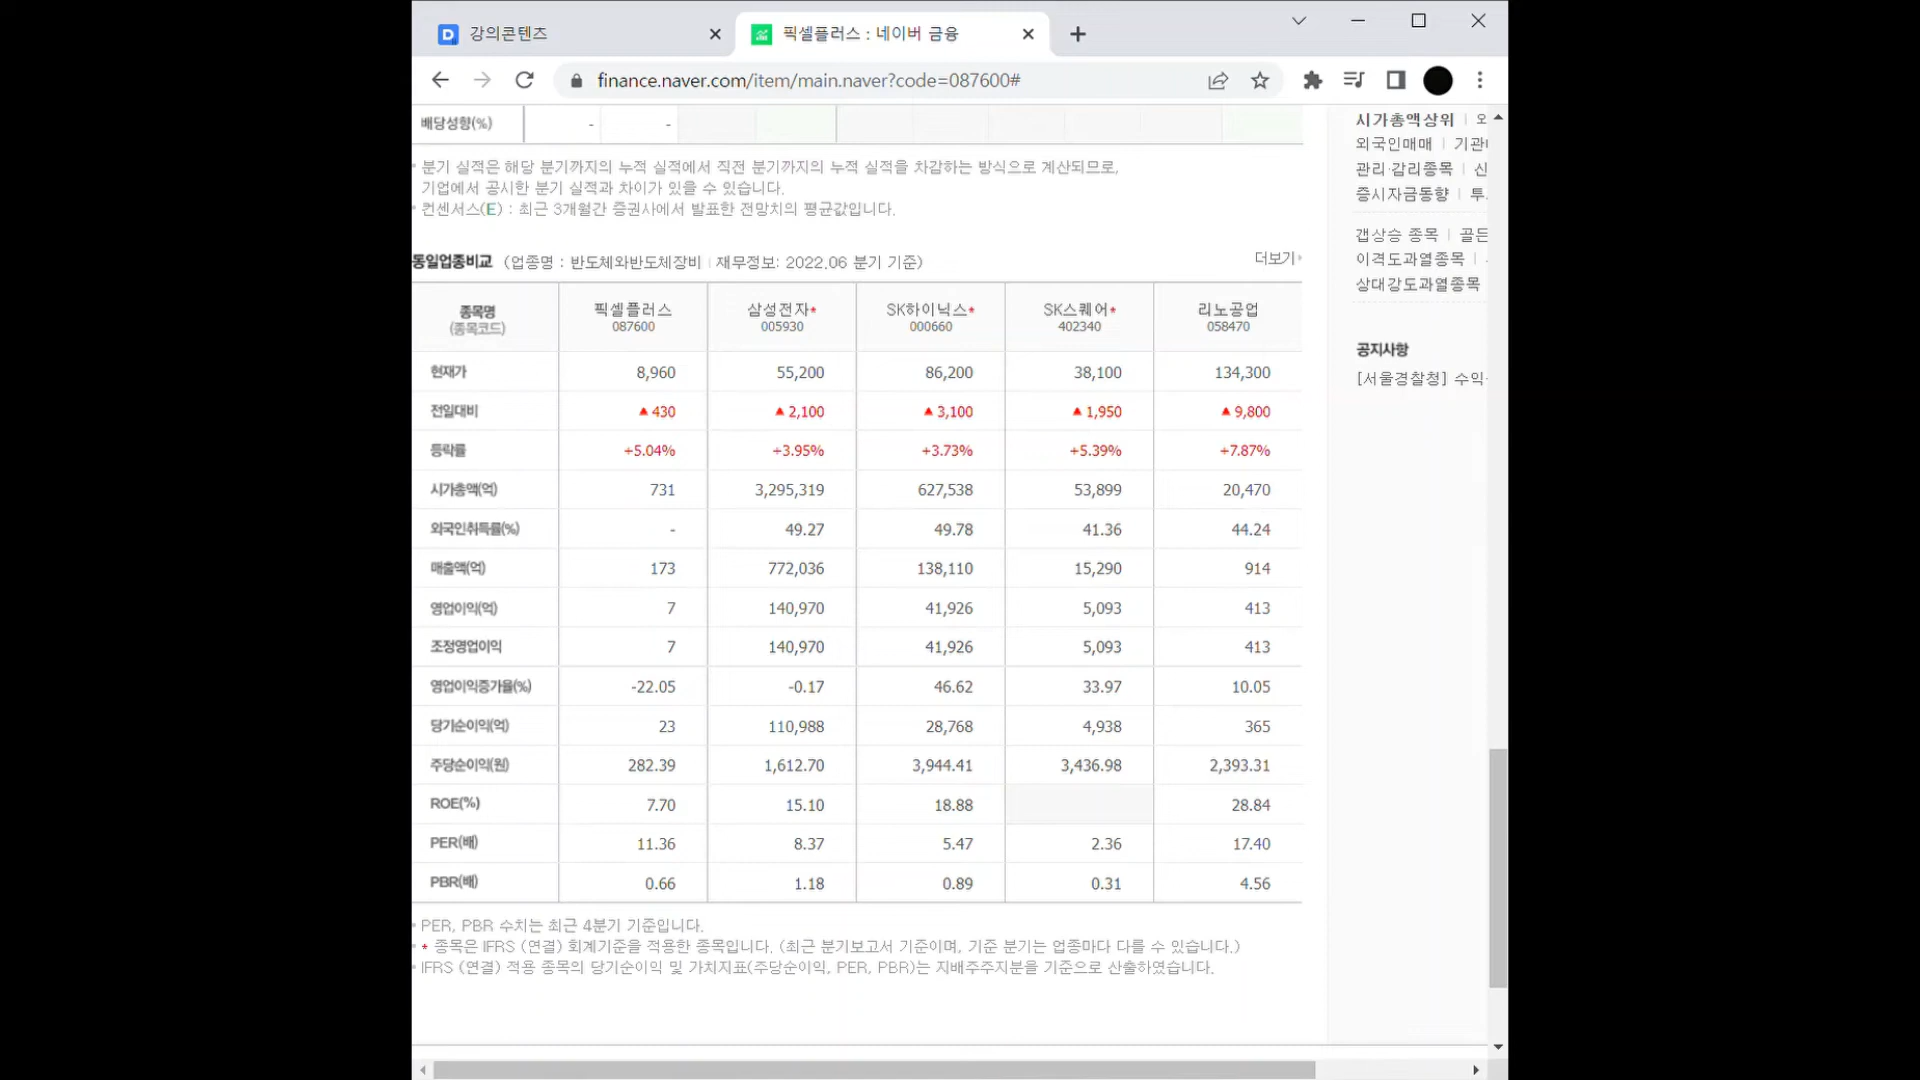 강의콘텐츠
픽셀플러스 : 네이버 금융
finance.naver.com/item/main.naver?code=087600#
배당성향(%) - -
분기 실적은 해당 분기까지의 누적 실적에서 직전 분기까지의 누적 실적을 차감하는 방식으로 계산되므로,
기업에서 공시한 분기 실적과 차이가 있을 수 있습니다.
컨센서스(E) : 최근 3개월간 증권사에서 발표한 전망치의 평균값입니다.
동일업종비교 (업종명 : 반도체와반도체장비 | 재무정보: 2022.06 분기 기준) 더보기
종목명 픽셀플러스 삼성전자* SK하이닉스* SK스퀘어* 리노공업
(종목코드) 087600 005930 000660 402340 058470
현재가 8,960 55,200 86,200 38,100 134,300
전일대비 ▲430 ▲2,100 ▲3,100 ▲1,950 ▲9,800
등락률 +5.04% +3.95% +3.73% +5.39% +7.87%
시가총액(억) 731 3,295,319 627,538 53,899 20,470
외국인취득률(%) - 49.27 49.78 41.36 44.24
매출액(억) 173 772,036 138,110 15,290 914
영업이익(억) 7 140,970 41,926 5,093 413
조정영업이익 7 140,970 41,926 5,093 413
영업이익증가율(%) -22.05 -0.17 46.62 33.97 10.05
당기순이익(억) 23 110,988 28,768 4,938 365
주당순이익(원) 282.39 1,612.70 3,944.41 3,436.98 2,393.31
ROE(%) 7.70 15.10 18.88 28.84
PER(배) 11.36 8.37 5.47 2.36 17.40
PBR(배) 0.66 1.18 0.89 0.31 4.56
PER, PBR 수치는 최근 4분기 기준입니다.
* 종목은 IFRS (연결) 회계기준을 적용한 종목입니다. (최근 분기보고서 기준이며, 기준 분기는 업종마다 다를 수 있습니다.)
IFRS (연결) 적용 종목의 당기순이익 및 가치지표(주당순이익, PER, PBR)는 지배주주지분을 기준으로 산출하였습니다.
시가총액상위 |
외국인매매 | 기관
관리·감리종목 | 신
증시자금동향 | 투
갭상승 종목 | 골든
이격도과열종목 |
상대강도과열종목
공지사항
[서울경찰청] 수익